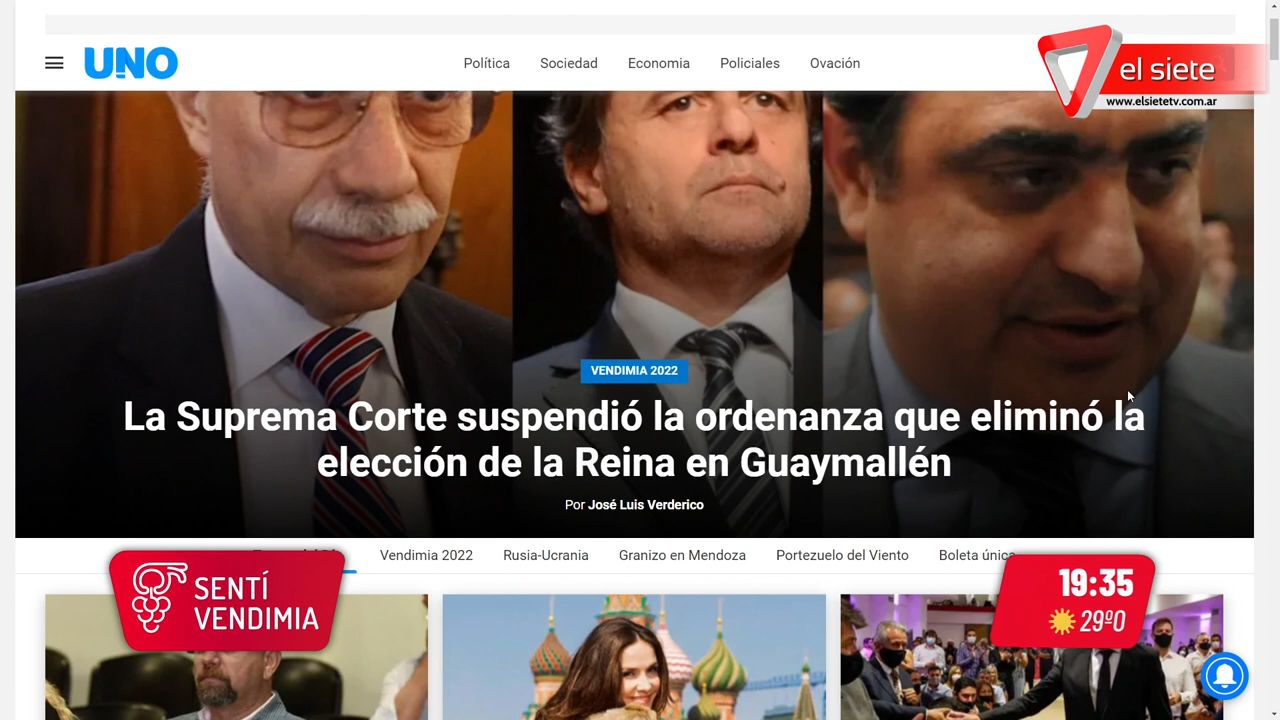 UNO
Política
Sociedad
Economia
Policiales
Ovación
el siete
www.elsietetv.com.ar
VENDIMIA 2022
La Suprema Corte suspendió la ordenanza que eliminó la
elección de la Reina en Guaymallén
Por José Luis Verderico
Vendimia 2022
Rusia-Ucrania
Granizo en Mendoza
Portezuelo del Viento
Boleta única
SENTÍ
VENDIMIA
19:35
29º0